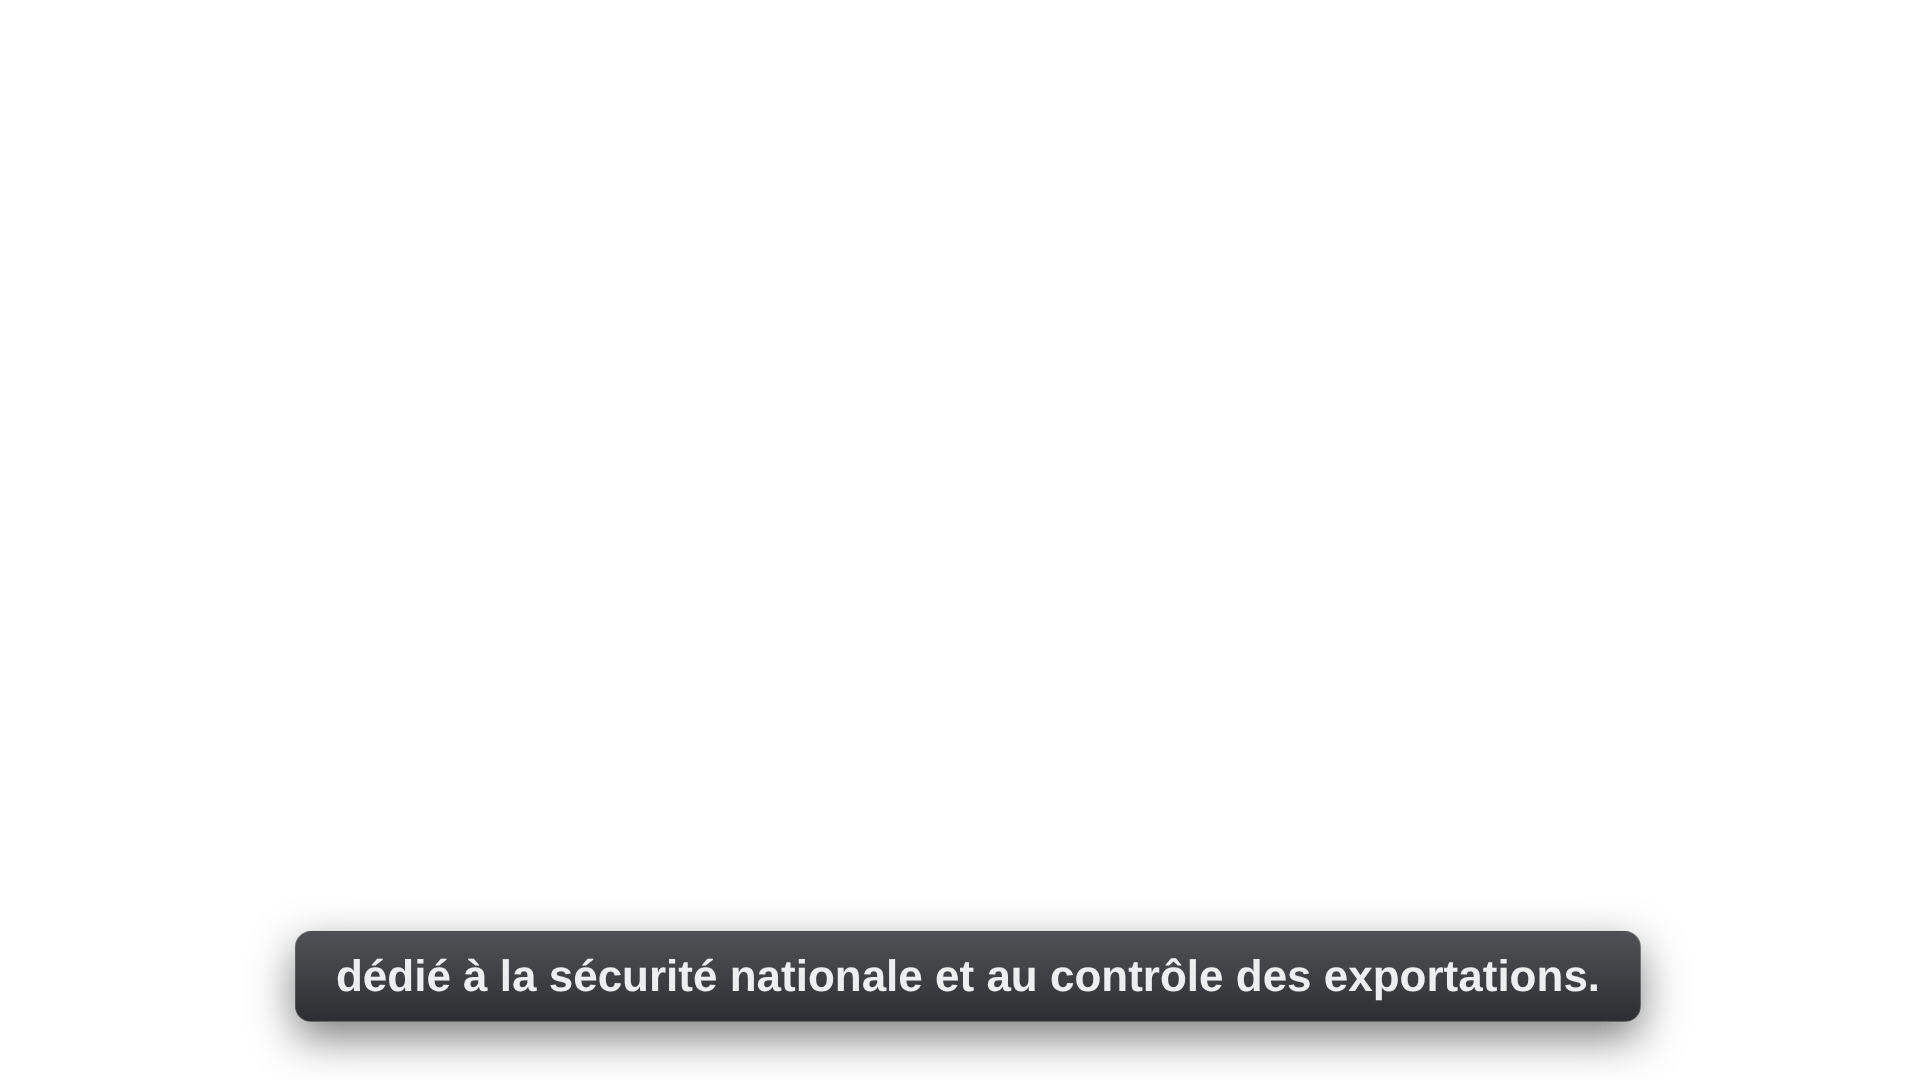 dédié à la sécurité nationale et au contrôle des exportations.